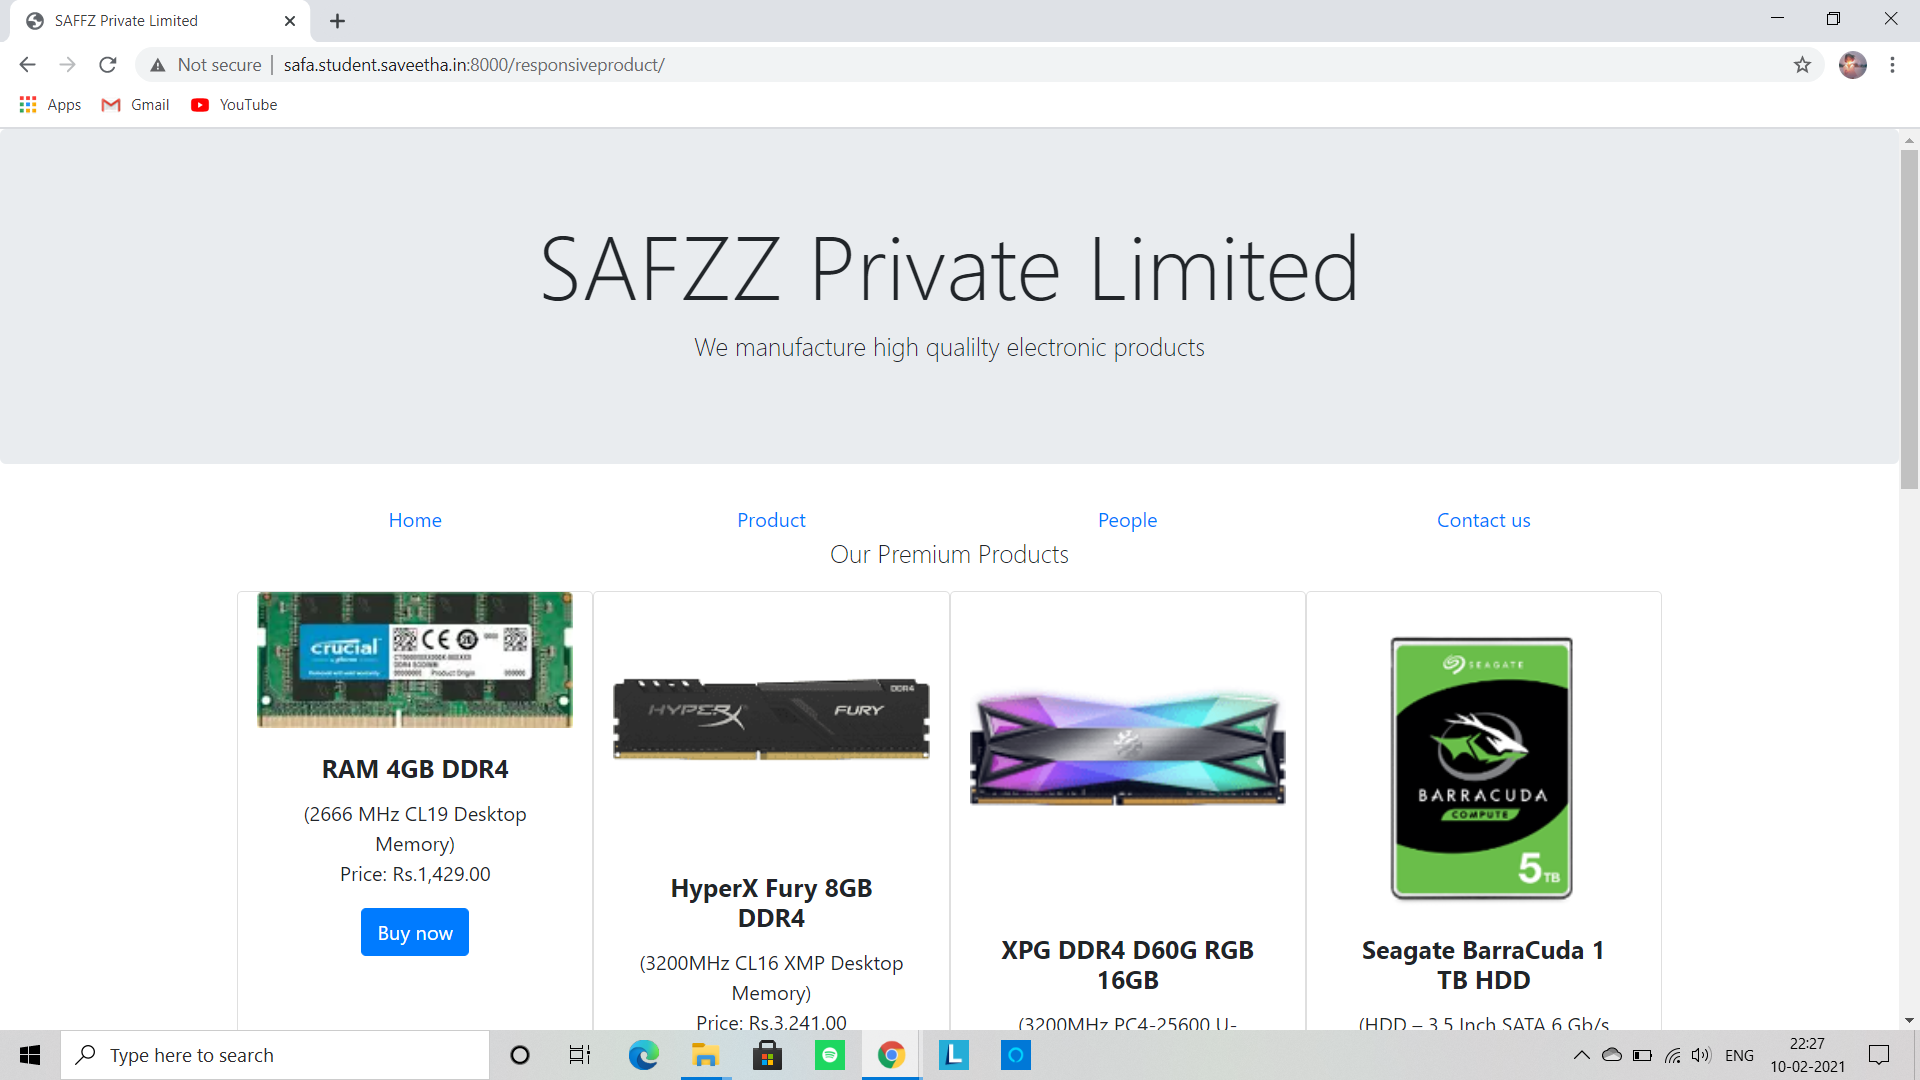 SAFFZ Private Limited
Not secure | safa.student.saveetha.in:8000/responsiveproduct/
Apps Gmail YouTube
SAFZZ Private Limited
We manufacture high qualilty electronic products
Home Product People Contact us
Our Premium Products
crucial
DDR4
HYPERX FURY
SEAGATE
BARRACUDA
COMPUTE
5TB
RAM 4GB DDR4
(2666 MHz CL19 Desktop
Memory)
Price: Rs.1,429.00
Buy now
HyperX Fury 8GB
DDR4
(3200MHz CL16 XMP Desktop
Memory)
Price: Rs.3,241.00
XPG DDR4 D60G RGB
16GB
(3200MHz PC4-25600 U-
Seagate BarraCuda 1
TB HDD
(HDD – 3.5 Inch SATA 6 Gb/s
Type here to search
ENG
22:27
10-02-2021